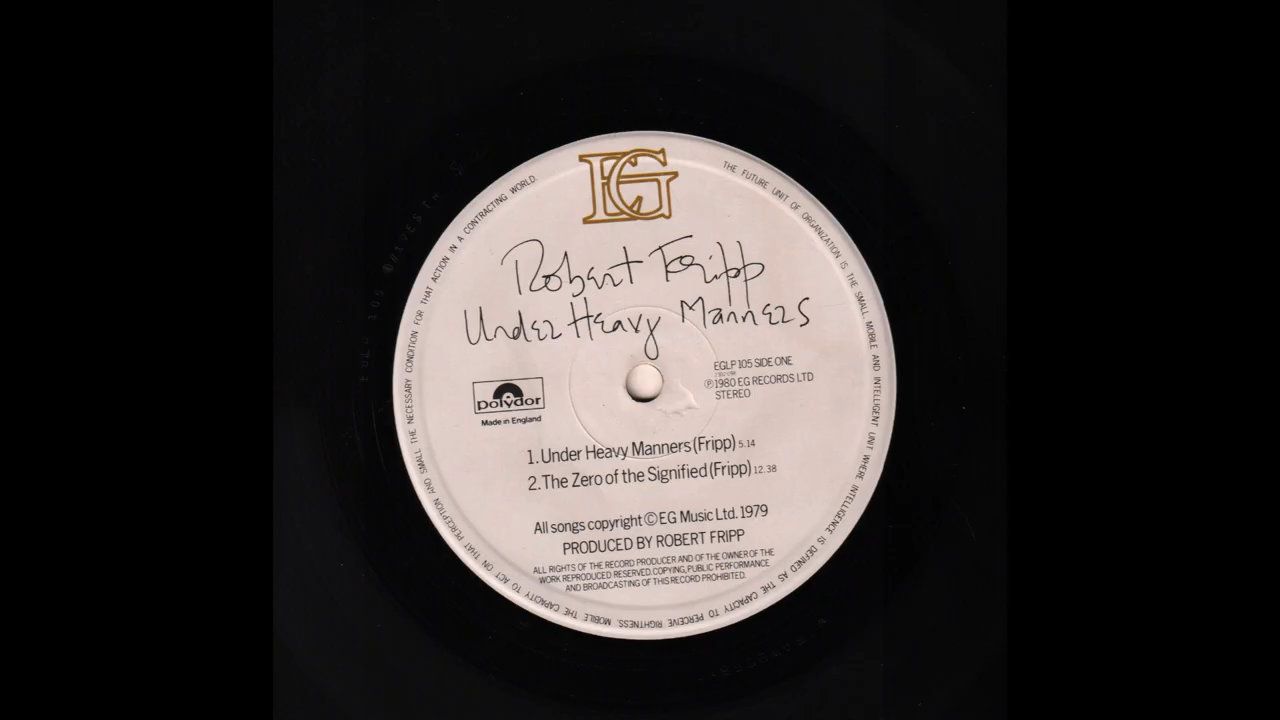 EG
Robert Fripp
Under Heavy Manners
EGLP 105 SIDE ONE
Ⓟ1980 EG RECORDS LTD
STEREO
polydor
Made in England
1. Under Heavy Manners (Fripp) 5.14
2. The Zero of the Signified (Fripp) 12.38
All songs copyright © EG Music Ltd. 1979
PRODUCED BY ROBERT FRIPP
ALL RIGHTS OF THE RECORD PRODUCER AND OF THE OWNER OF THE
WORK REPRODUCED RESERVED. COPYING, PUBLIC PERFORMANCE
AND BROADCASTING OF THIS RECORD PROHIBITED.
THE FUTURE UNIT OF ORGANIZATION IS THE SMALL MOBILE AND INTELLIGENT UNIT WHERE INTELLIGENCE IS DEFINED AS THE CAPACITY TO PERCEIVE RIGHTNESS, MOBILE THE CAPACITY TO ACT ON THAT PERCEPTION AND SMALL THE NECESSARY CONDITION FOR THAT ACTION IN A CONTRACTING WORLD.